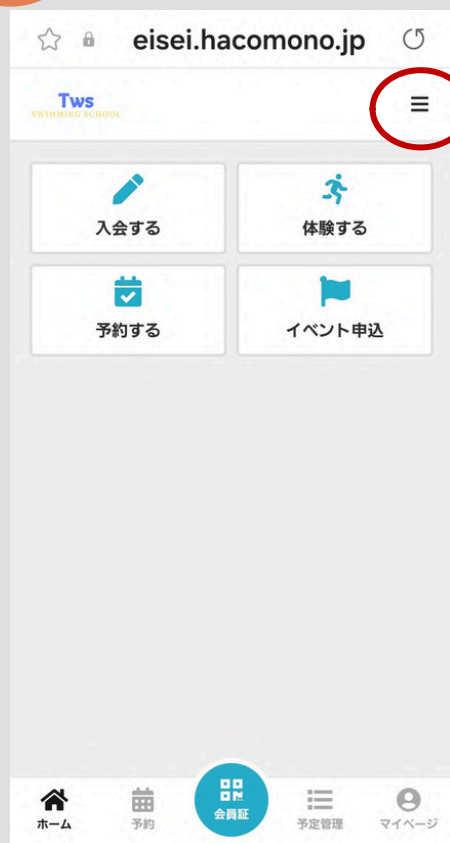 eisei.hacomono.jp
Tws
SWIMMING SCHOOL
入会する
体験する
予約する
イベント申込
ホーム
予約
会員証
予定管理
マイページ